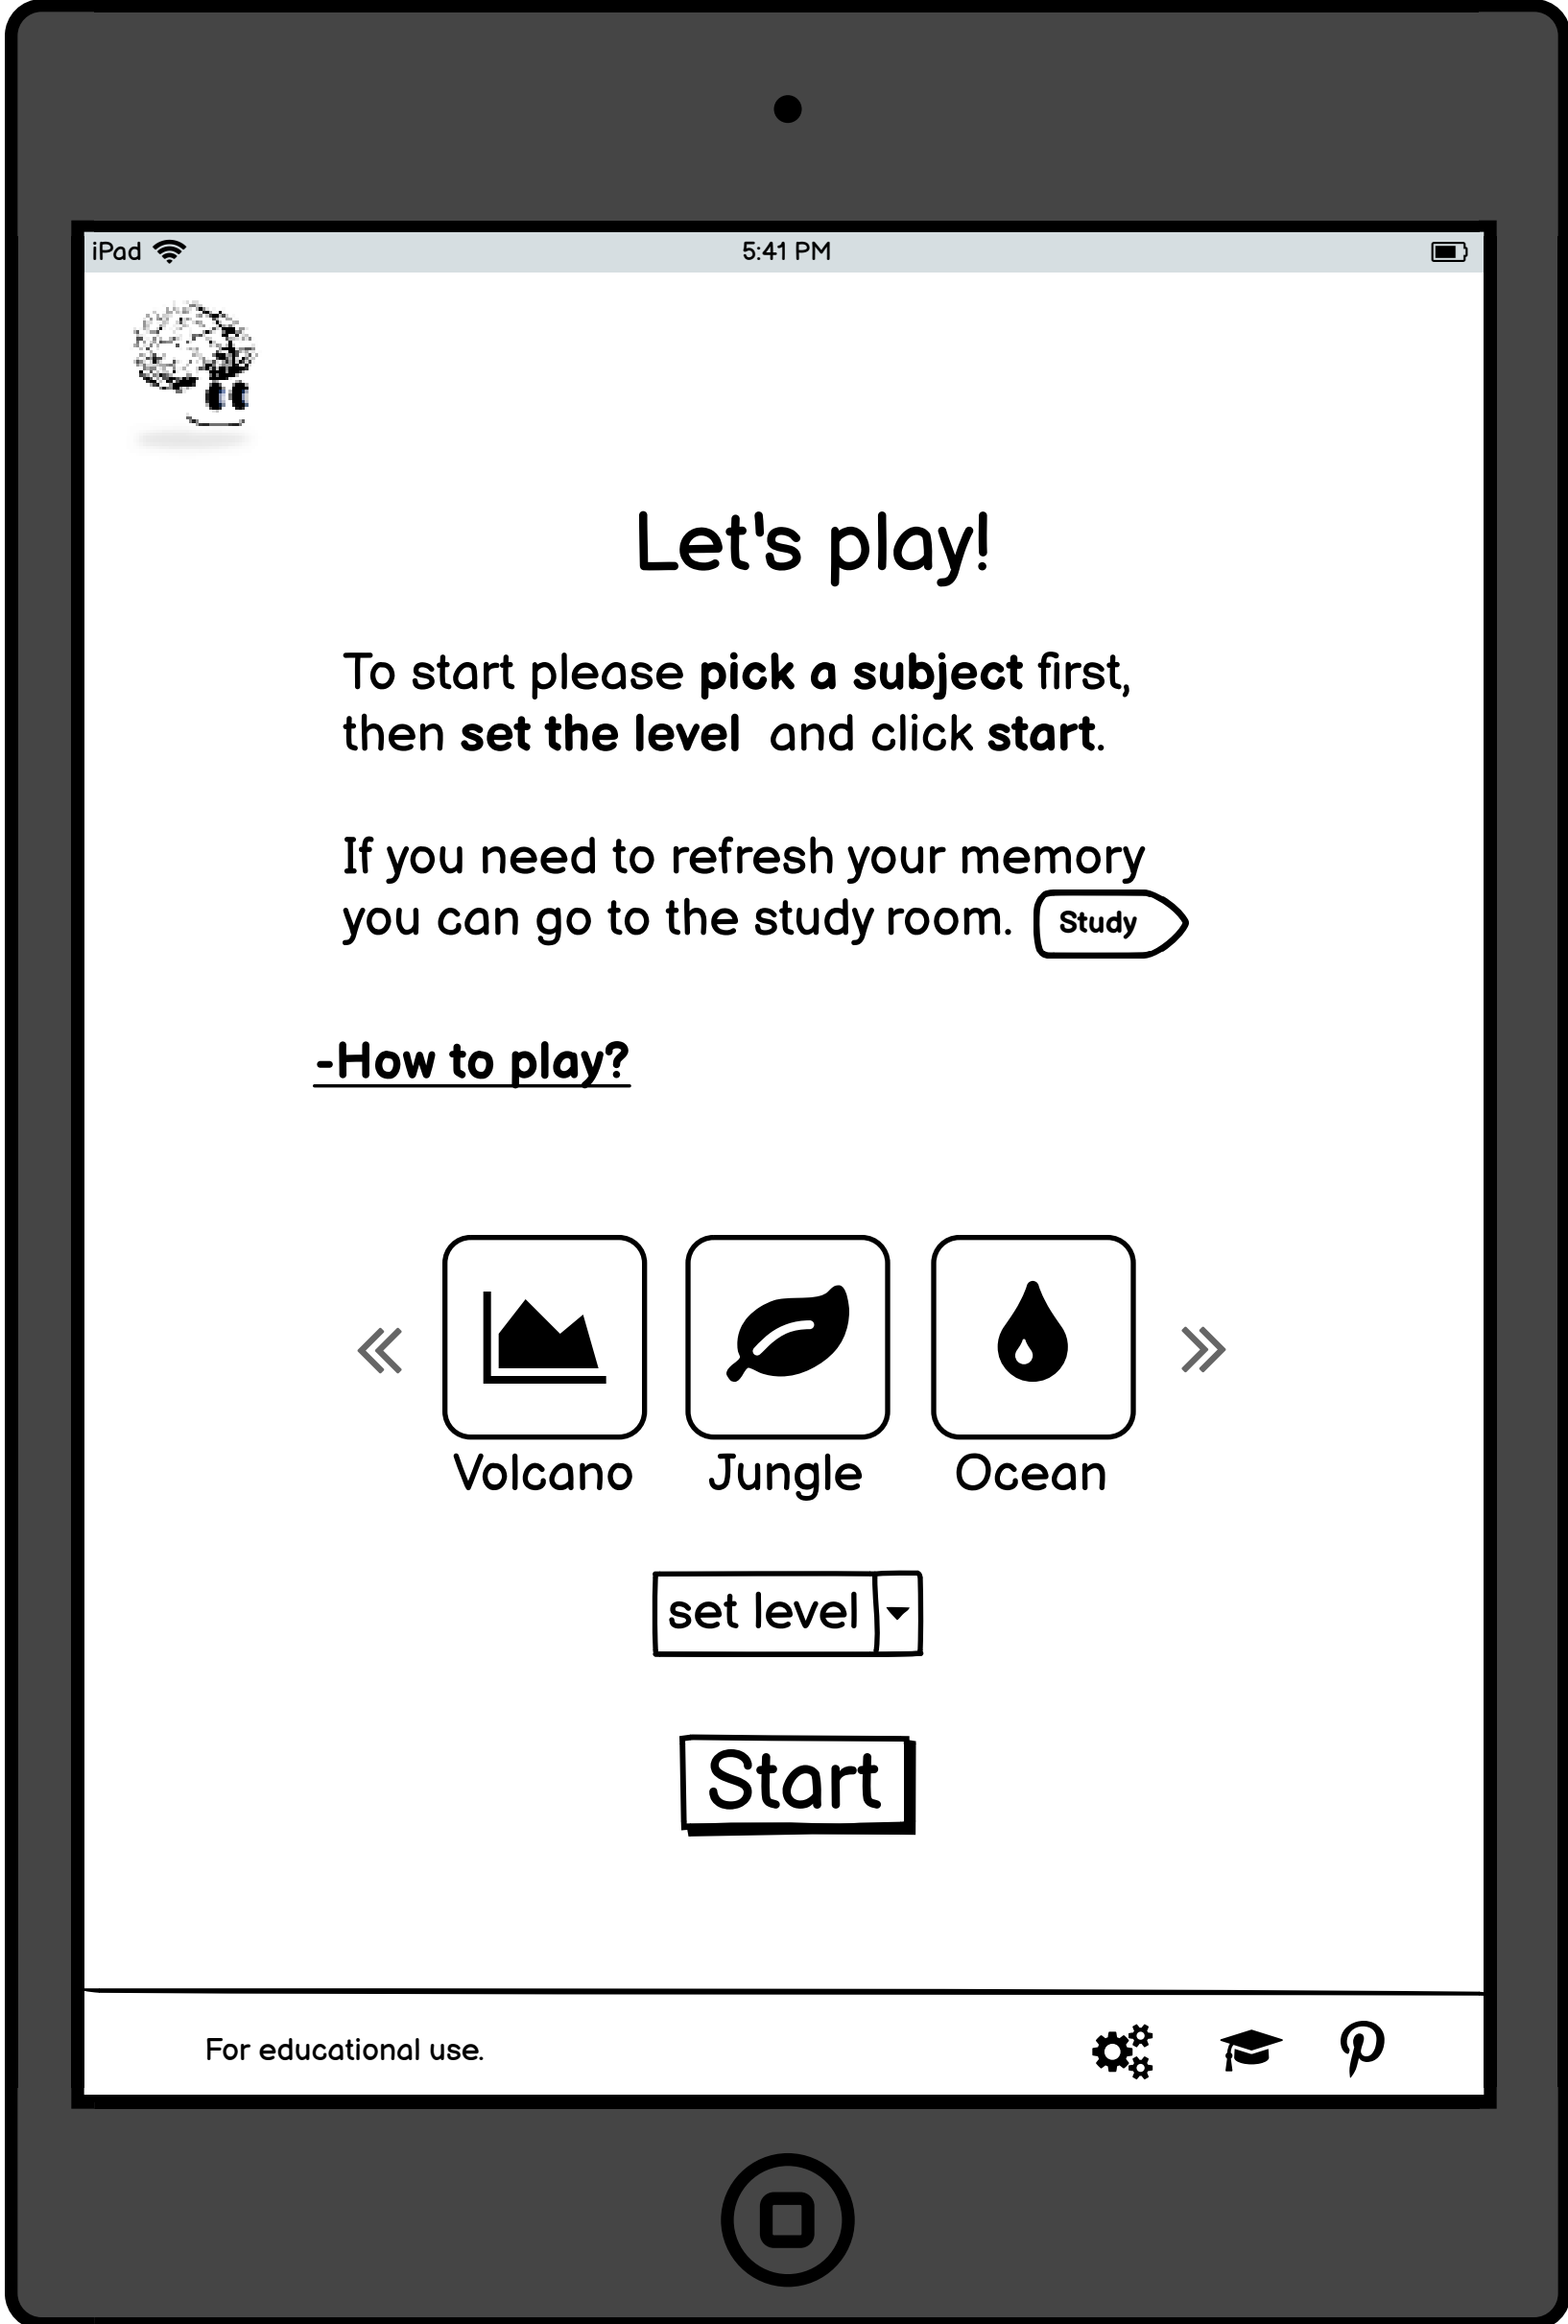 iPad 5:41 PM
Let's play!
To start please pick a subject first,
then set the level and click start.
If you need to refresh your memory
you can go to the study room. Study
-How to play?
Volcano Jungle Ocean
set level
Start
For educational use.